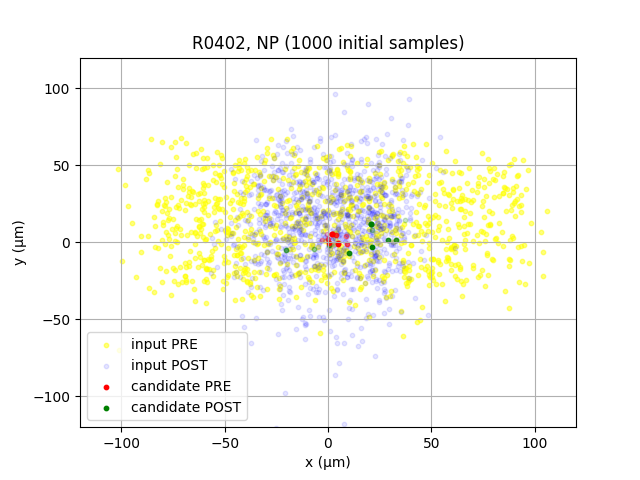 R0402, NP (1000 initial samples)
100
50
0
−50
−100
y (μm)
input PRE
input POST
candidate PRE
candidate POST
−100 −50 0 50 100
x (μm)